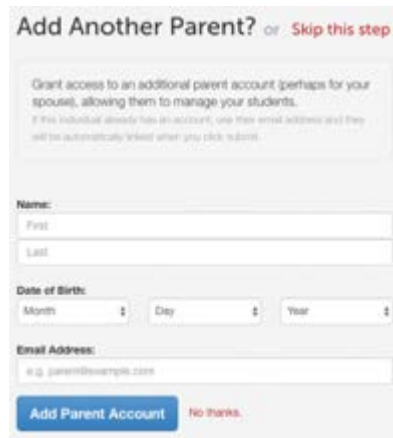 Add Another Parent? or Skip this step
Grant access to an additional parent account (perhaps for your
spouse), allowing them to manage your students.
If this individual already has an account, use their email address and they
will be automatically linked when you click submit.
Name:
First
Last
Date of Birth:
Month Day Year
Email Address:
e.g. parent@example.com
Add Parent Account No thanks.